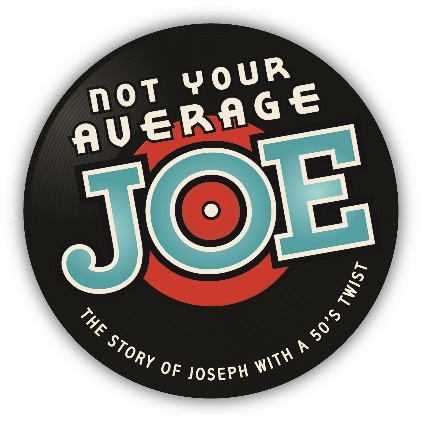 NOT YOUR
AVERAGE
JOE
THE STORY OF JOSEPH WITH A 50'S TWIST